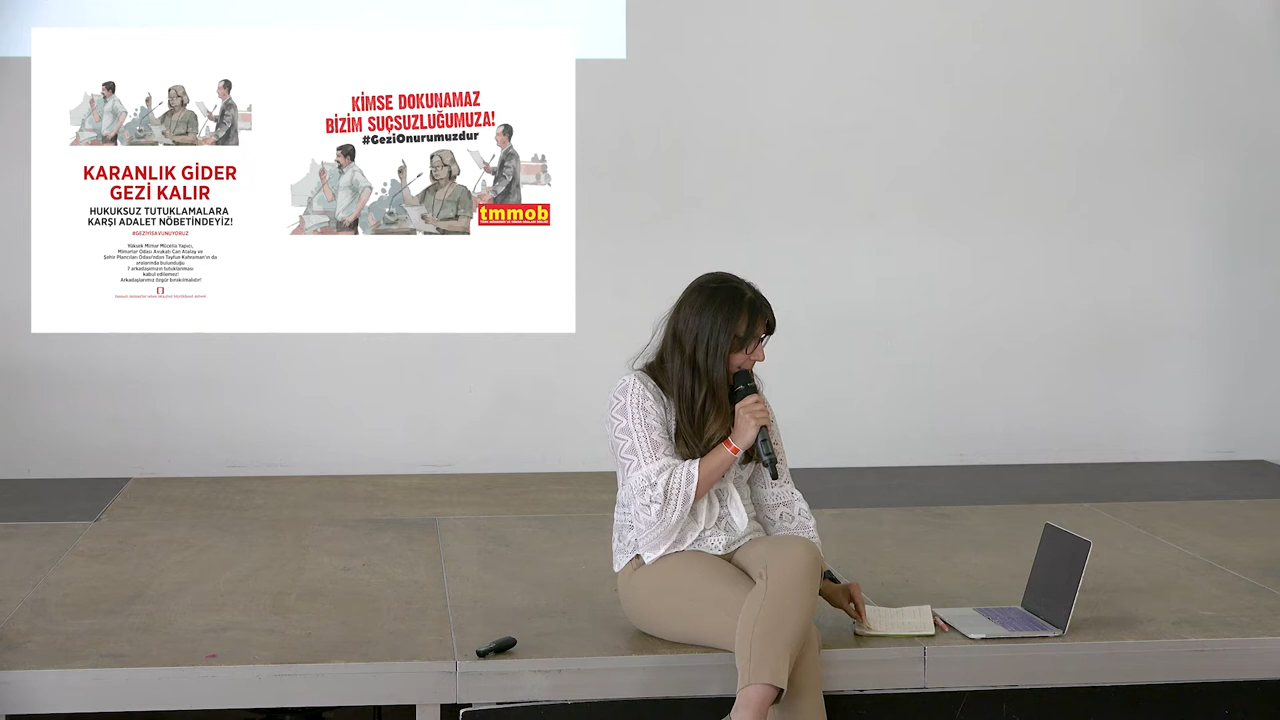 KARANLIK GİDER
GEZİ KALIR
HUKUKSUZ TUTUKLAMALARA
KARŞI ADALET NÖBETİNDEYİZ!
#GEZİYİSAVUNUYORUZ
Yüksek Mimar Mücella Yapıcı,
Mimarlar Odası Avukatı Can Atalay ve
Şehir Plancıları Odası'ndan Tayfun Kahraman'ın da
aralarında bulunduğu
7 arkadaşımızın tutuklanması
kabul edilemez!
Arkadaşlarımız özgür bırakılmalıdır!
KİMSE DOKUNAMAZ
BİZİM SUÇSUZLUĞUMUZA!
#GeziOnurumuzdur
tmmob